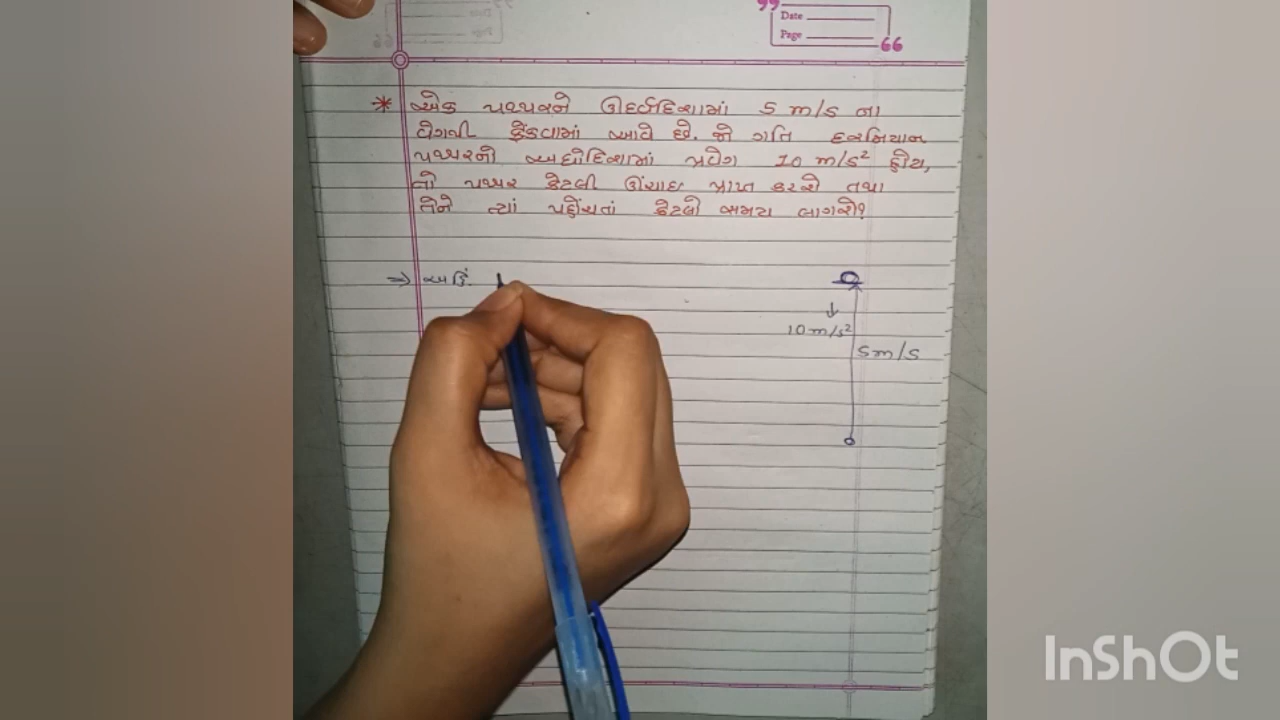 Date
Page
* એક પથ્થરને ઊર્ધ્વદિશામાં 5 m/s ના
વેગથી ફેંકવામાં આવે છે. જો ગતિ દરમિયાન
પથ્થરનો અધોદિશામાં પ્રવેગ 10 m/s² હોય,
તો પથ્થર કેટલી ઊંચાઇ પ્રાપ્ત કરશે તથા
તેને ત્યાં પહોંચતાં કેટલો સમય લાગશે?
⇒ અહિં
10 m/s²
5 m/s
InShOt